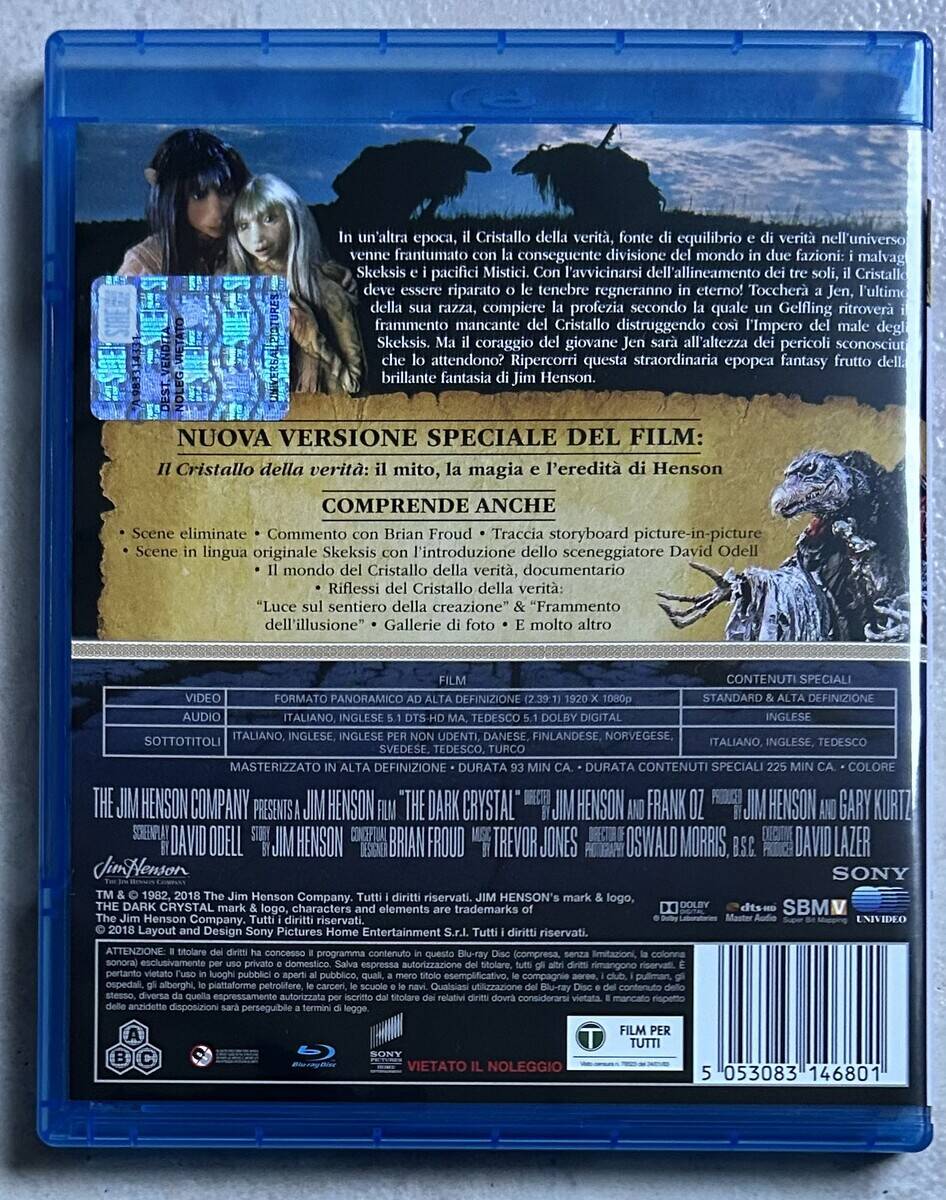 In un'altra epoca, il Cristallo della verità, fonte di equilibrio e di verità nell'universo
venne frantumato con la conseguente divisione del mondo in due fazioni: i malvag
Skeksis e i pacifici Mistici. Con l'avvicinarsi dell'allineamento dei tre soli, il Cristallo
deve essere riparato o le tenebre regneranno in eterno! Toccherà a Jen, l'ultimo
della sua razza, compiere la profezia secondo la quale un Gelfling ritroverà i
frammento mancante del Cristallo distruggendo così l'Impero del male degl
Skeksis. Ma il coraggio del giovane Jen sarà all'altezza dei pericoli sconosciut
che lo attendono? Ripercorri questa straordinaria epopea fantasy frutto della
brillante fantasia di Jim Henson.
DEST. VENDITA
NOLEG. VIETATO
UNIVERSAL PICTURES
NUOVA VERSIONE SPECIALE DEL FILM:
Il Cristallo della verità: il mito, la magia e l'eredità di Henson
COMPRENDE ANCHE
• Scene eliminate • Commento con Brian Froud • Traccia storyboard picture-in-picture
• Scene in lingua originale Skeksis con l'introduzione dello sceneggiatore David Odell
• Il mondo del Cristallo della verità, documentario
• Riflessi del Cristallo della verità:
"Luce sul sentiero della creazione" & "Frammento
dell'illusione" • Gallerie di foto • E molto altro
FILM CONTENUTI SPECIALI
VIDEO FORMATO PANORAMICO AD ALTA DEFINIZIONE (2.39:1) 1920 X 1080p STANDARD & ALTA DEFINIZIONE
AUDIO ITALIANO, INGLESE 5.1 DTS-HD MA, TEDESCO 5.1 DOLBY DIGITAL INGLESE
SOTTOTITOLI ITALIANO, INGLESE, INGLESE PER NON UDENTI, DANESE, FINLANDESE, NORVEGESE, SVEDESE, TEDESCO, TURCO ITALIANO, INGLESE, TEDESCO
MASTERIZZATO IN ALTA DEFINIZIONE • DURATA 93 MIN CA. • DURATA CONTENUTI SPECIALI 225 MIN CA. • COLORE
THE JIM HENSON COMPANY PRESENTS A JIM HENSON FILM "THE DARK CRYSTAL" DIRECTED BY JIM HENSON AND FRANK OZ PRODUCED BY JIM HENSON AND GARY KURTZ
SCREENPLAY BY DAVID ODELL STORY BY JIM HENSON CONCEPTUAL DESIGNER BRIAN FROUD MUSIC BY TREVOR JONES DIRECTOR OF PHOTOGRAPHY OSWALD MORRIS, B.S.C. EXECUTIVE PRODUCER DAVID LAZER
Jim Henson
THE JIM HENSON COMPANY
SONY
TM & © 1982, 2018 The Jim Henson Company. Tutti i diritti riservati. JIM HENSON's mark & logo,
THE DARK CRYSTAL mark & logo, characters and elements are trademarks of
The Jim Henson Company. Tutti i diritti riservati.
© 2018 Layout and Design Sony Pictures Home Entertainment S.r.l. Tutti i diritti riservati.
DOLBY DIGITAL
© Dolby Laboratories
dts-HD Master Audio
SBMV
Super Bit Mapping
UNIVIDEO
ATTENZIONE: Il titolare dei diritti ha concesso il programma contenuto in questo Blu-ray Disc (compresa, senza limitazioni, la colonna
sonora) esclusivamente per uso privato e domestico. Salva espressa autorizzazione del titolare, tutti gli altri diritti rimangono riservati. È
pertanto vietato l'uso in luoghi pubblici o aperti al pubblico, quali, a mero titolo esemplificativo, le compagnie aeree, i club, i pullman, gli
ospedali, gli alberghi, le piattaforme petrolifere, le carceri, le scuole e le navi. Qualsiasi utilizzazione del Blu-ray Disc e del contenuto dello
stesso, diversa da quella espressamente autorizzata per iscritto dal titolare dei relativi diritti dovrà considerarsi vietata. Il mancato rispetto
delle anzidette disposizioni sarà perseguibile a termini di legge.
A B C
Blu-ray Disc
SONY
PICTURES
HOME
ENTERTAINMENT
VIETATO IL NOLEGGIO
T
FILM PER
TUTTI
5 053083 146801